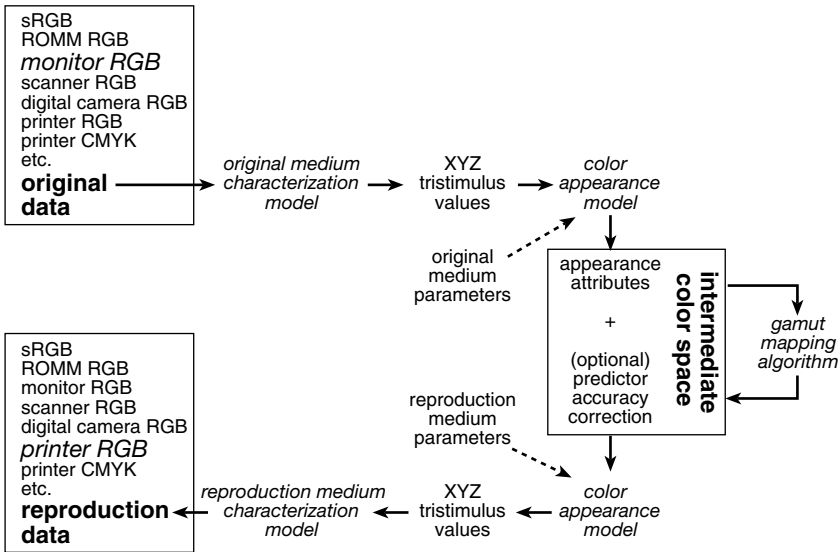 sRGB
ROMM RGB
monitor RGB
scanner RGB
digital camera RGB
printer RGB
printer CMYK
etc.
original
data
original medium
characterization
model
XYZ
tristimulus
values
color
appearance
model
original
medium
parameters
appearance
attributes
+
(optional)
predictor
accuracy
correction
intermediate
color space
gamut
mapping
algorithm
reproduction
medium
parameters
color
appearance
model
XYZ
tristimulus
values
reproduction medium
characterization
model
sRGB
ROMM RGB
monitor RGB
scanner RGB
digital camera RGB
printer RGB
printer CMYK
etc.
reproduction
data